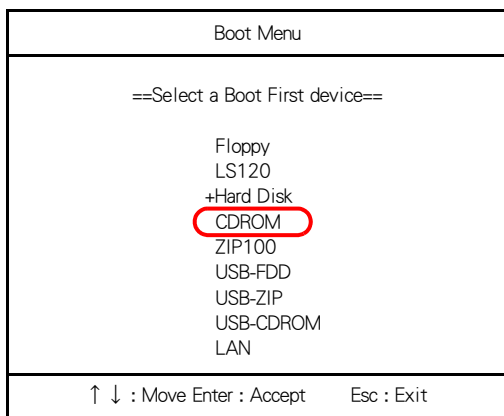 Boot Menu
==Select a Boot First device==
Floppy
LS120
+Hard Disk
CDROM
ZIP100
USB-FDD
USB-ZIP
USB-CDROM
LAN
↑↓ : Move Enter : Accept Esc : Exit